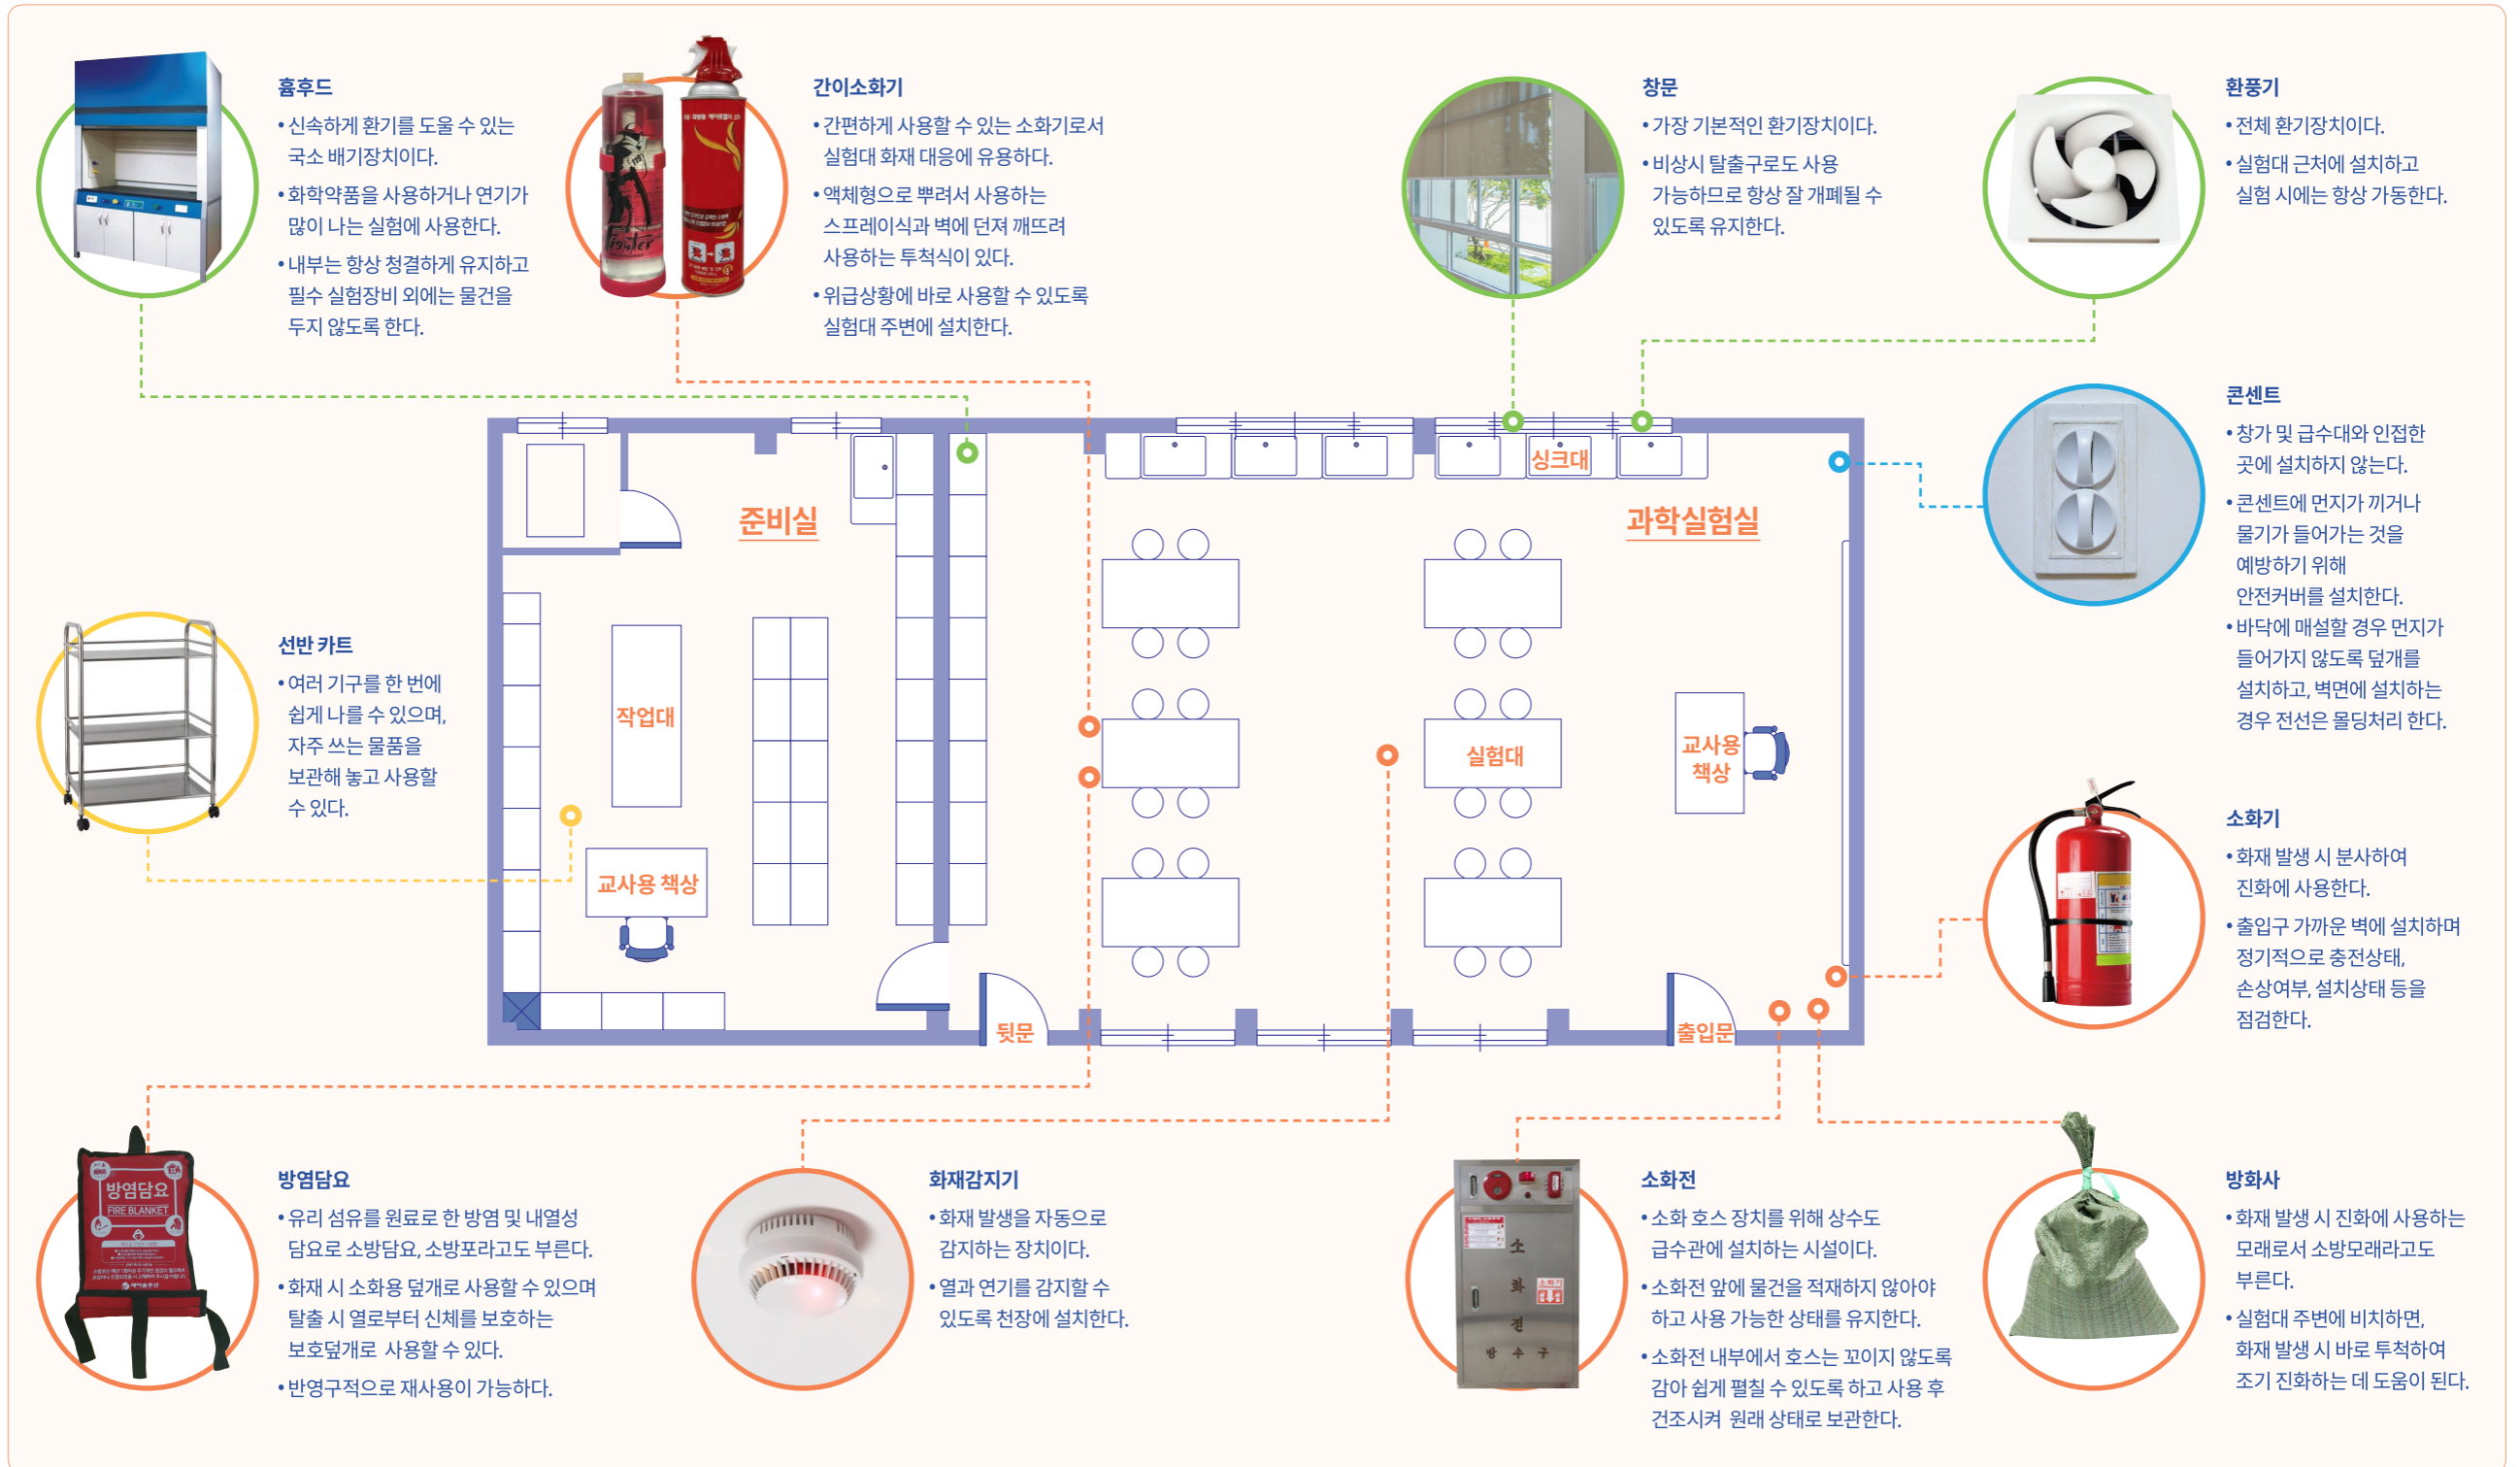 흄후드
• 신속하게 환기를 도울 수 있는
국소 배기장치이다.
• 화학약품을 사용하거나 연기가
많이 나는 실험에 사용한다.
• 내부는 항상 청결하게 유지하고
필수 실험장비 외에는 물건을
두지 않도록 한다.
간이소화기
• 간편하게 사용할 수 있는 소화기로서
실험대 화재 대응에 유용하다.
• 액체형으로 뿌려서 사용하는
스프레이식과 벽에 던져 깨뜨려
사용하는 투척식이 있다.
• 위급상황에 바로 사용할 수 있도록
실험대 주변에 설치한다.
119
Fighter
창문
• 가장 기본적인 환기장치이다.
• 비상시 탈출구로도 사용
가능하므로 항상 잘 개폐될 수
있도록 유지한다.
환풍기
• 전체 환기장치이다.
• 실험대 근처에 설치하고
실험 시에는 항상 가동한다.
콘센트
• 창가 및 급수대와 인접한
곳에 설치하지 않는다.
• 콘센트에 먼지가 끼거나
물기가 들어가는 것을
예방하기 위해
안전커버를 설치한다.
• 바닥에 매설할 경우 먼지가
들어가지 않도록 덮개를
설치하고, 벽면에 설치하는
경우 전선은 몰딩처리 한다.
선반 카트
• 여러 기구를 한 번에
쉽게 나를 수 있으며,
자주 쓰는 물품을
보관해 놓고 사용할
수 있다.
준비실
작업대
교사용 책상
싱크대
과학실험실
실험대
교사용
책상
뒷문
출입문
소화기
• 화재 발생 시 분사하여
진화에 사용한다.
• 출입구 가까운 벽에 설치하며
정기적으로 충전상태,
손상여부, 설치상태 등을
점검한다.
방염담요
FIRE BLANKET
방염담요
• 유리 섬유를 원료로 한 방염 및 내열성
담요로 소방담요, 소방포라고도 부른다.
• 화재 시 소화용 덮개로 사용할 수 있으며
탈출 시 열로부터 신체를 보호하는
보호덮개로 사용할 수 있다.
• 반영구적으로 재사용이 가능하다.
화재감지기
• 화재 발생을 자동으로
감지하는 장치이다.
• 열과 연기를 감지할 수
있도록 천장에 설치한다.
소
화
전
방 수 구
소화기
소화전
• 소화 호스 장치를 위해 상수도
급수관에 설치하는 시설이다.
• 소화전 앞에 물건을 적재하지 않아야
하고 사용 가능한 상태를 유지한다.
• 소화전 내부에서 호스는 꼬이지 않도록
감아 쉽게 펼칠 수 있도록 하고 사용 후
건조시켜 원래 상태로 보관한다.
방화사
• 화재 발생 시 진화에 사용하는
모래로서 소방모래라고도
부른다.
• 실험대 주변에 비치하면,
화재 발생 시 바로 투척하여
조기 진화하는 데 도움이 된다.